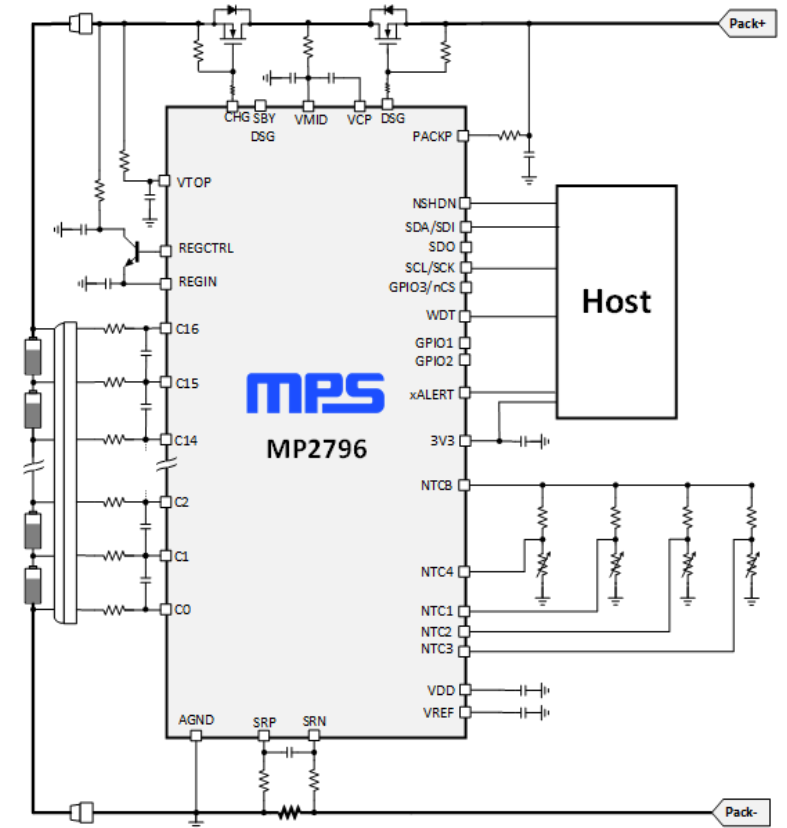 Pack+
CHG SBY VMID VCP DSG
DSG
PACKP
VTOP
NSHDN
SDA/SDI
REGCTRL
SDO
SCL/SCK
REGIN
GPIO3/nCS
Host
WDT
C16
GPIO1
GPIO2
C15
mps
xALERT
C14
MP2796
3V3
NTCB
C2
C1
NTC4
C0
NTC1
NTC2
NTC3
VDD
VREF
AGND
SRP
SRN
Pack-